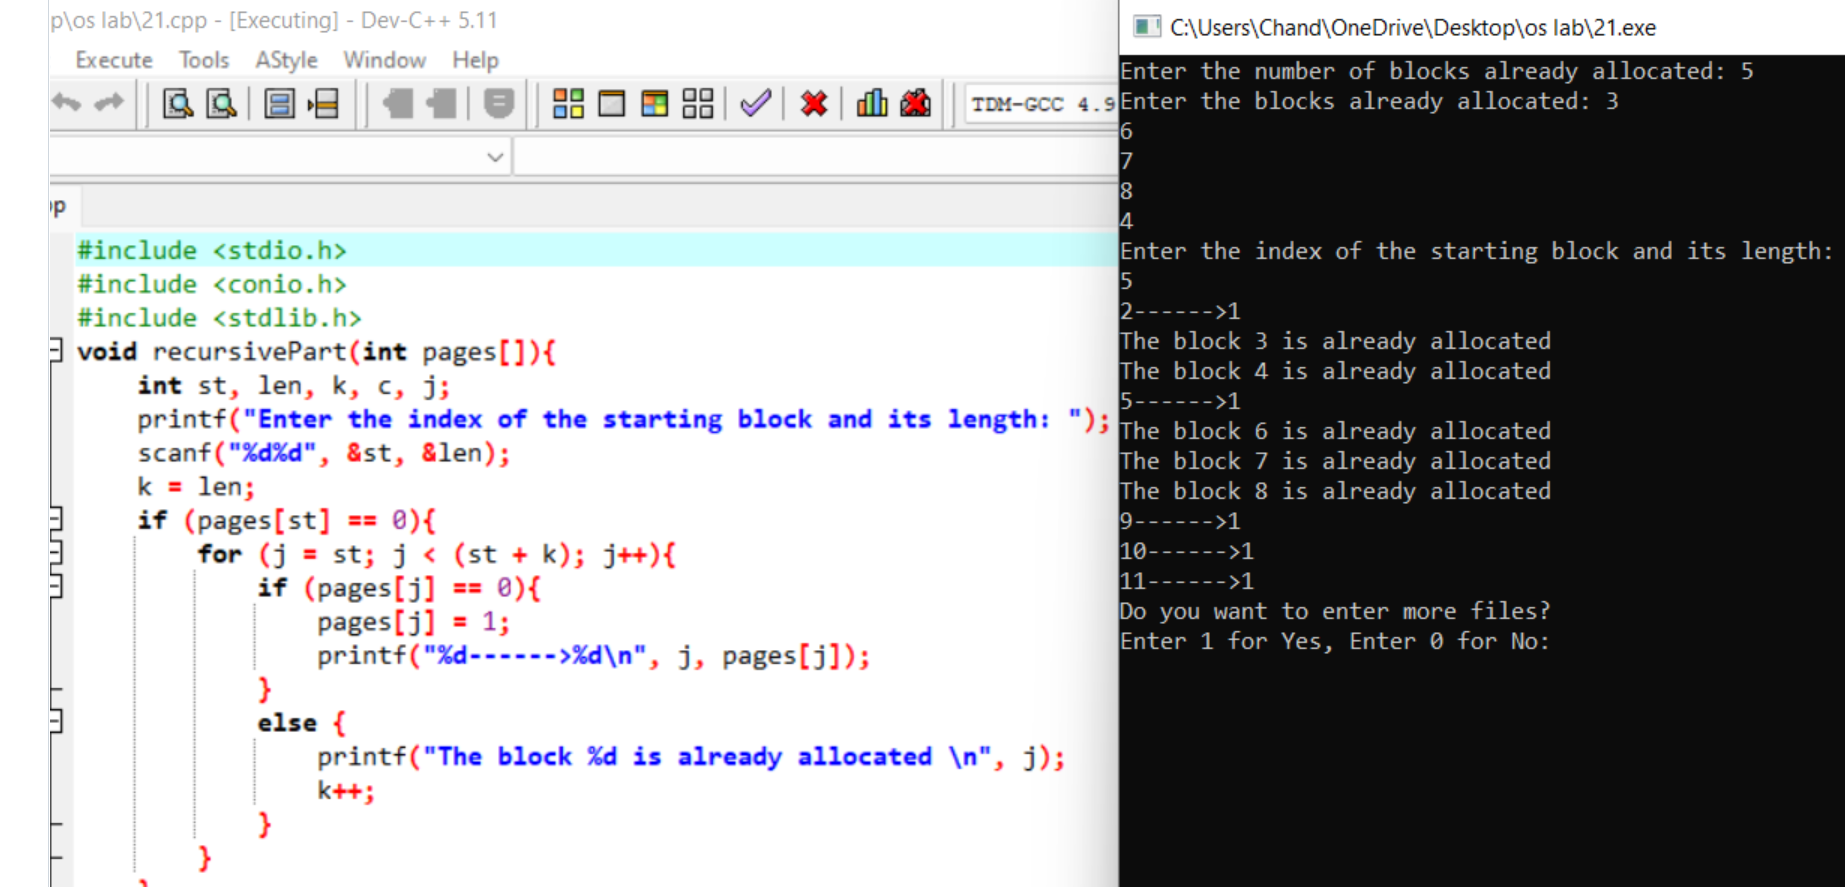 p\os lab\21.cpp - [Executing] - Dev-C++ 5.11
Execute Tools AStyle Window Help
TDM-GCC 4.9
pp
#include <stdio.h>
#include <conio.h>
#include <stdlib.h>
void recursivePart(int pages[]){
int st, len, k, c, j;
printf("Enter the index of the starting block and its length: ");
scanf("%d%d", &st, &len);
k = len;
if (pages[st] == 0){
for (j = st; j < (st + k); j++){
if (pages[j] == 0){
pages[j] = 1;
printf("%d------>%d\n", j, pages[j]);
}
else {
printf("The block %d is already allocated \n", j);
k++;
}
}
}
C:\Users\Chand\OneDrive\Desktop\os lab\21.exe
Enter the number of blocks already allocated: 5
Enter the blocks already allocated: 3
6
7
8
4
Enter the index of the starting block and its length:
5
2------>1
The block 3 is already allocated
The block 4 is already allocated
5------>1
The block 6 is already allocated
The block 7 is already allocated
The block 8 is already allocated
9------>1
10------>1
11------>1
Do you want to enter more files?
Enter 1 for Yes, Enter 0 for No: